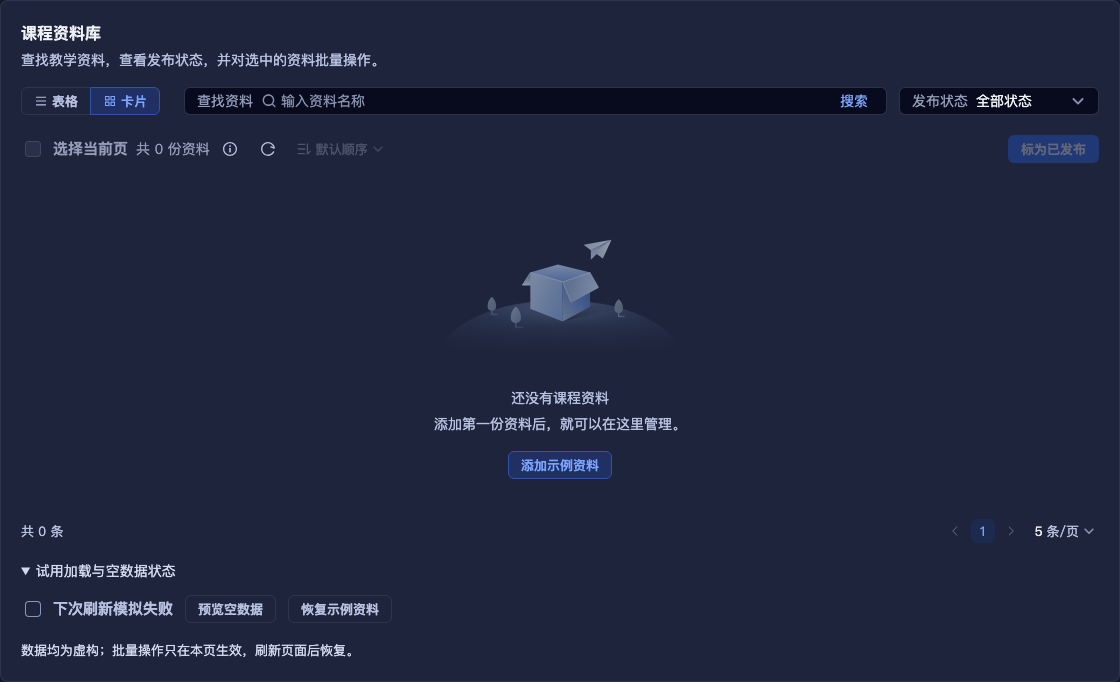 课程资料库
查找教学资料，查看发布状态，并对选中的资料批量操作。
表格 卡片 查找资料 输入资料名称 搜索 发布状态 全部状态
选择当前页 共 0 份资料 默认顺序 标为已发布
还没有课程资料
添加第一份资料后，就可以在这里管理。
添加示例资料
共 0 条 1 5 条/页
试用加载与空数据状态
下次刷新模拟失败 预览空数据 恢复示例资料
数据均为虚构；批量操作只在本页生效，刷新页面后恢复。